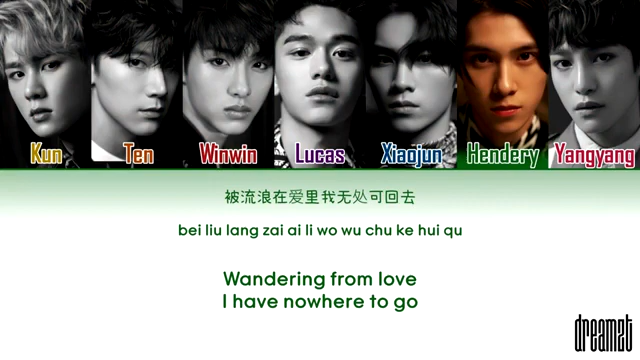 Kun Ten Winwin Lucas Xiaojun Hendery Yangyang
被流浪在爱里我无处可回去
bei liu lang zai ai li wo wu chu ke hui qu
Wandering from love
I have nowhere to go
dreamzt